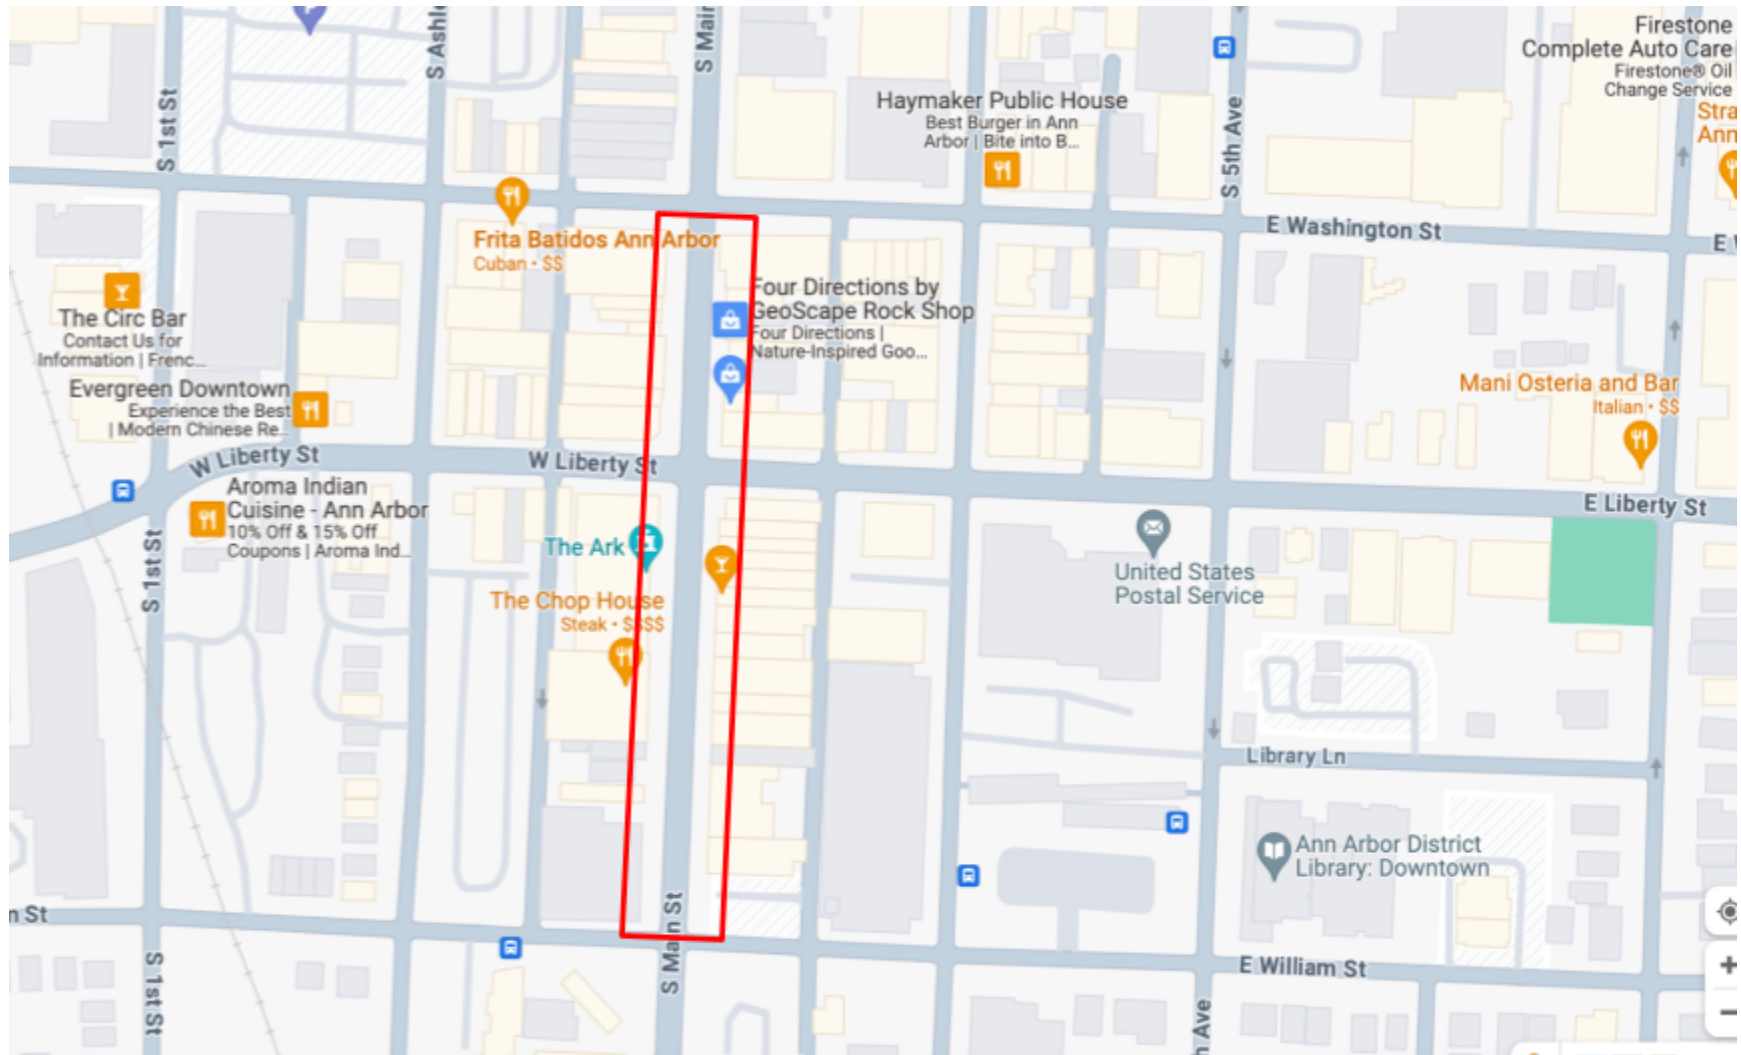 S Ashl
S Main
Firestone
Complete Auto Care
Firestone® Oil
Change Service
Stra
Ann
S 1st St
Haymaker Public House
Best Burger in Ann
Arbor | Bite into B...
S 5th Ave
E Washington St
E W
Frita Batidos Ann Arbor
Cuban • $$
Four Directions by
GeoScape Rock Shop
Four Directions |
Nature-Inspired Goo...
The Circ Bar
Contact Us for
Information | Frenc...
Evergreen Downtown
Experience the Best
| Modern Chinese Re...
Mani Osteria and Bar
Italian • $$
W Liberty St
W Liberty St
E Liberty St
Aroma Indian
Cuisine - Ann Arbor
10% Off & 15% Off
Coupons | Aroma Ind...
The Ark
S 1st St
The Chop House
Steak • $$$$
United States
Postal Service
Library Ln
Ann Arbor District
Library: Downtown
n St
S Main St
S 1st St
E William St
h Ave